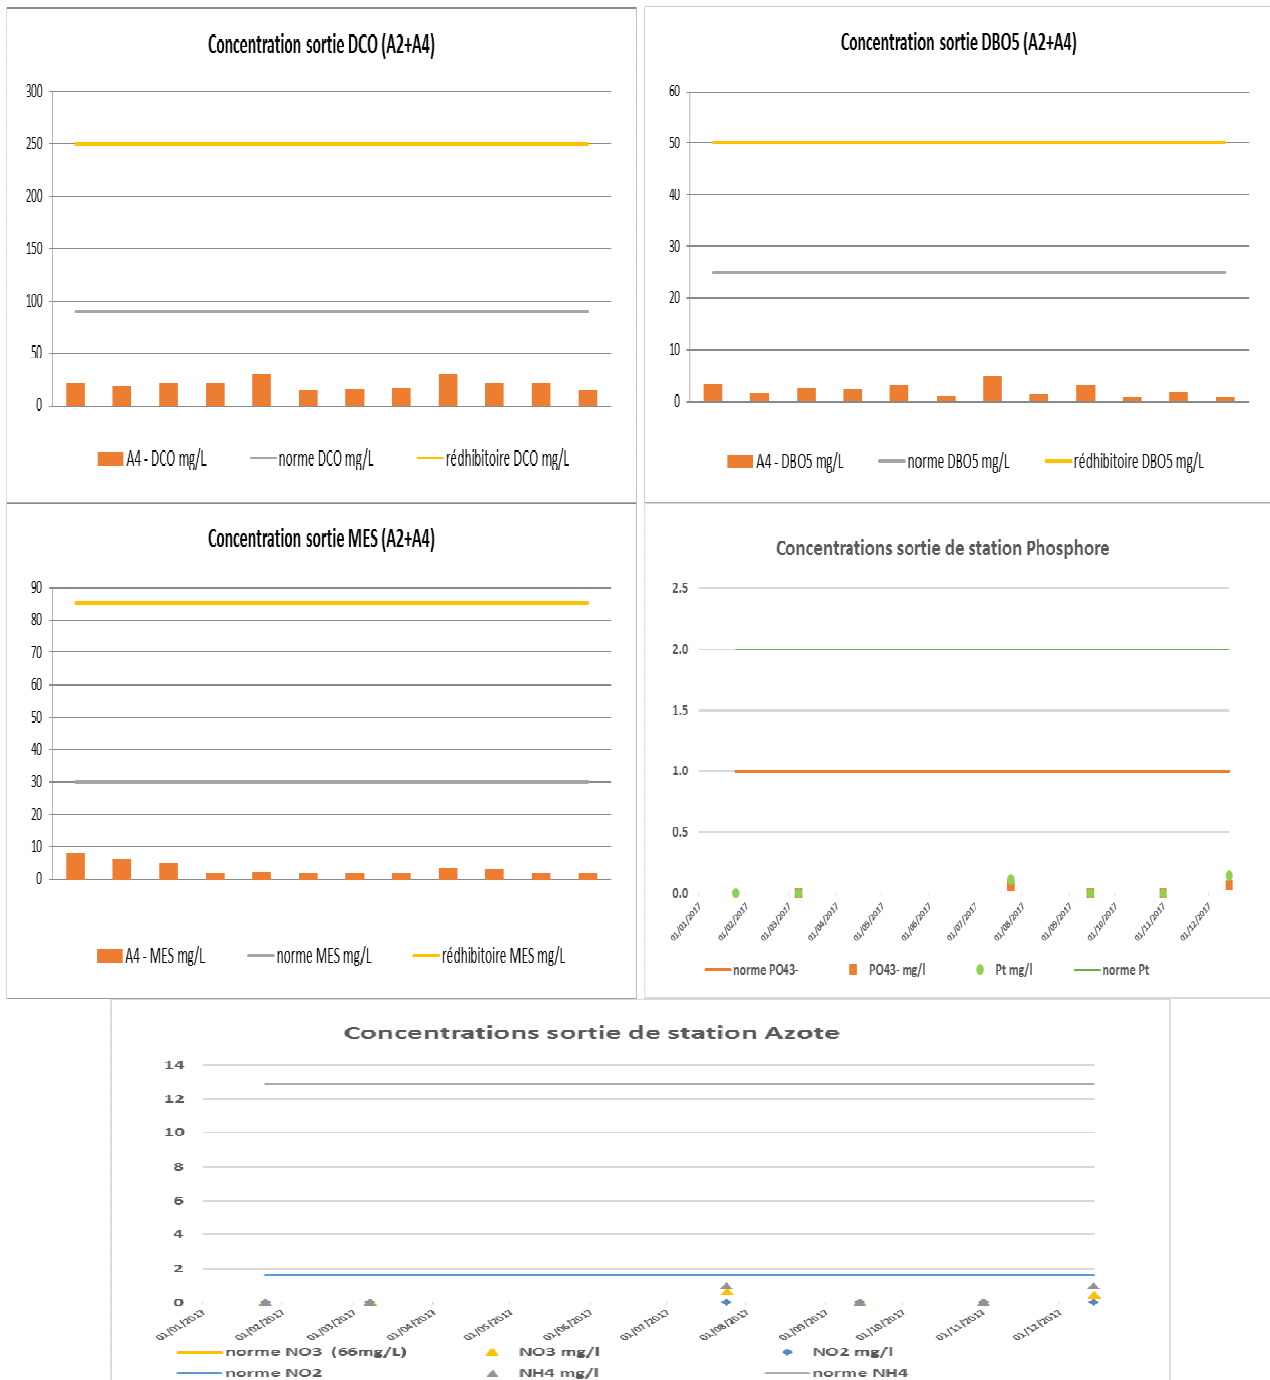 Concentration sortie DCO (A2+A4)
300
250
200
150
100
50
0
A4 - DCO mg/L norme DCO mg/L rédhibitoire DCO mg/L
Concentration sortie DBO5 (A2+A4)
60
50
40
30
20
10
0
A4 - DBO5 mg/L norme DBO5 mg/L rédhibitoire DBO5 mg/L
Concentration sortie MES (A2+A4)
90
80
70
60
50
40
30
20
10
0
A4 - MES mg/L norme MES mg/L rédhibitoire MES mg/L
Concentrations sortie de station Phosphore
2.5
2.0
1.5
1.0
0.5
0.0
01/01/2017 01/02/2017 01/03/2017 01/04/2017 01/05/2017 01/06/2017 01/07/2017 01/08/2017 01/09/2017 01/10/2017 01/11/2017 01/12/2017
norme PO43- PO43- mg/l Pt mg/l norme Pt
Concentrations sortie de station Azote
14
12
10
8
6
4
2
0
01/01/2017 01/02/2017 01/03/2017 01/04/2017 01/05/2017 01/06/2017 01/07/2017 01/08/2017 01/09/2017 01/10/2017 01/11/2017 01/12/2017
norme NO3 (66mg/L) NO3 mg/l NO2 mg/l
norme NO2 NH4 mg/l norme NH4